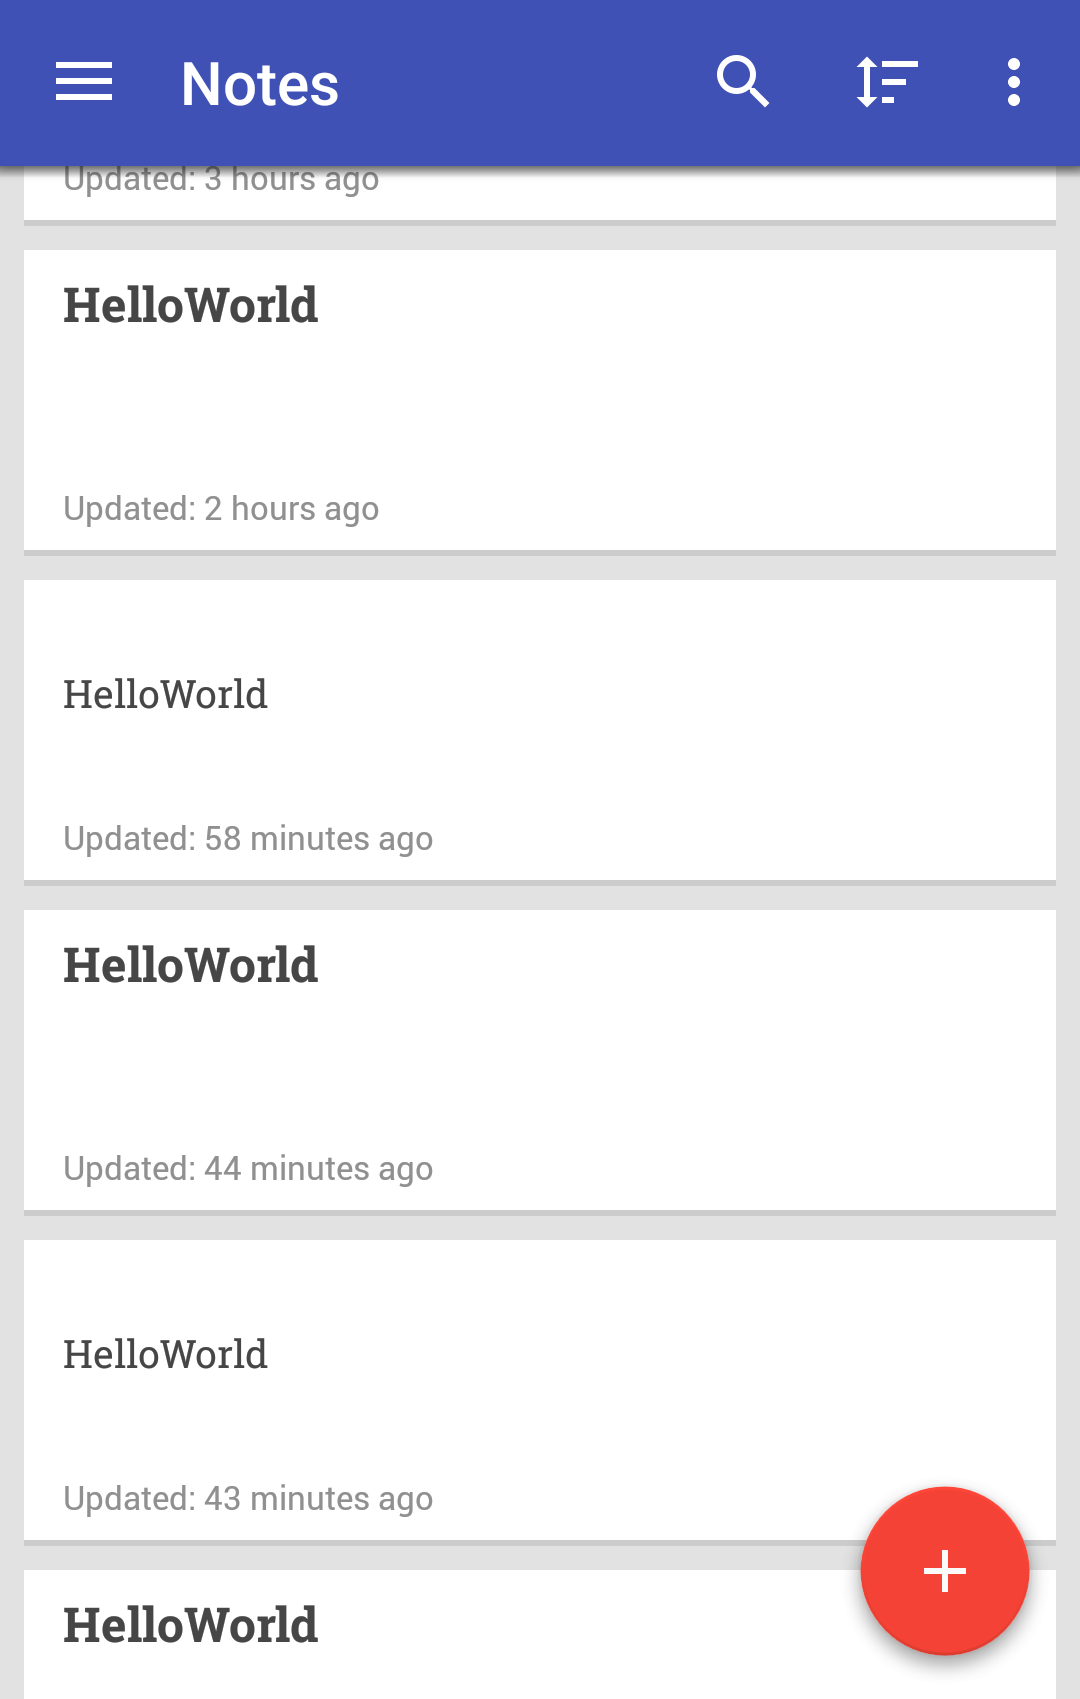 Notes
Updated: 3 hours ago
HelloWorld
Updated: 2 hours ago
HelloWorld
Updated: 58 minutes ago
HelloWorld
Updated: 44 minutes ago
HelloWorld
Updated: 43 minutes ago
HelloWorld